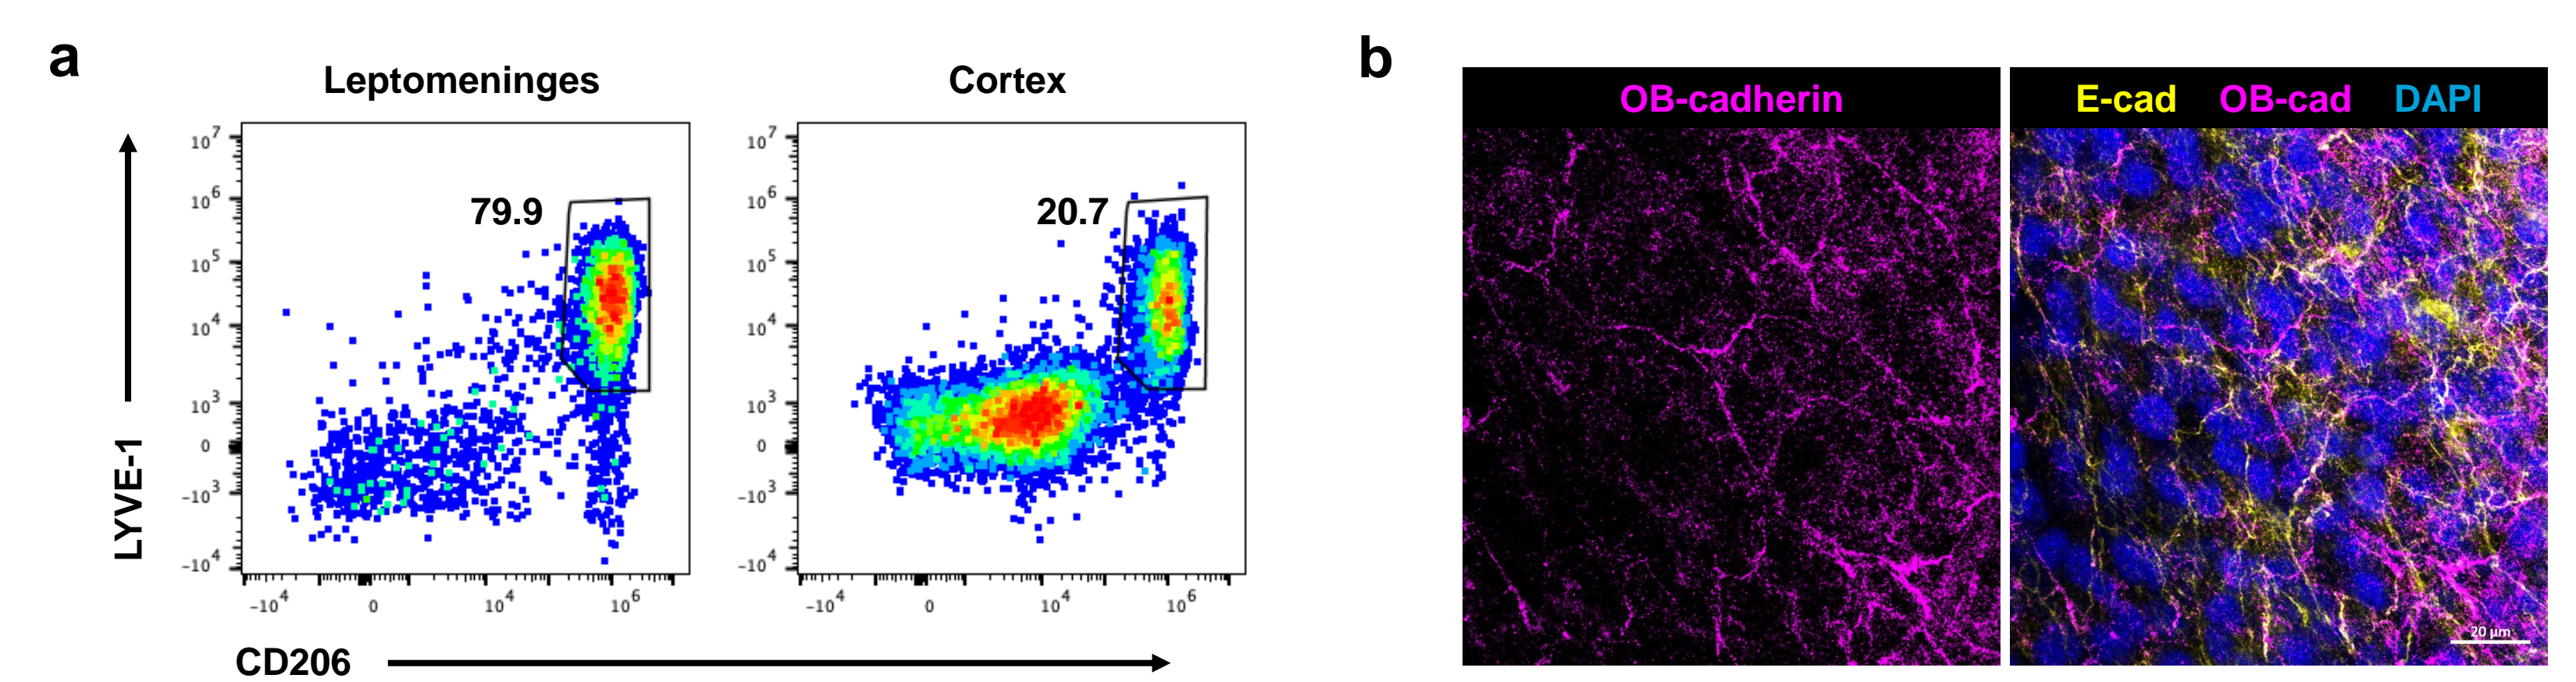 a
Leptomeninges
Cortex
10^7
10^6
10^5
10^4
10^3
0
-10^3
-10^4
79.9
-10^4 0 10^4 10^6
10^7
10^6
10^5
10^4
10^3
0
-10^3
-10^4
20.7
-10^4 0 10^4 10^6
LYVE-1
CD206
b
OB-cadherin
E-cad OB-cad DAPI
20 µm